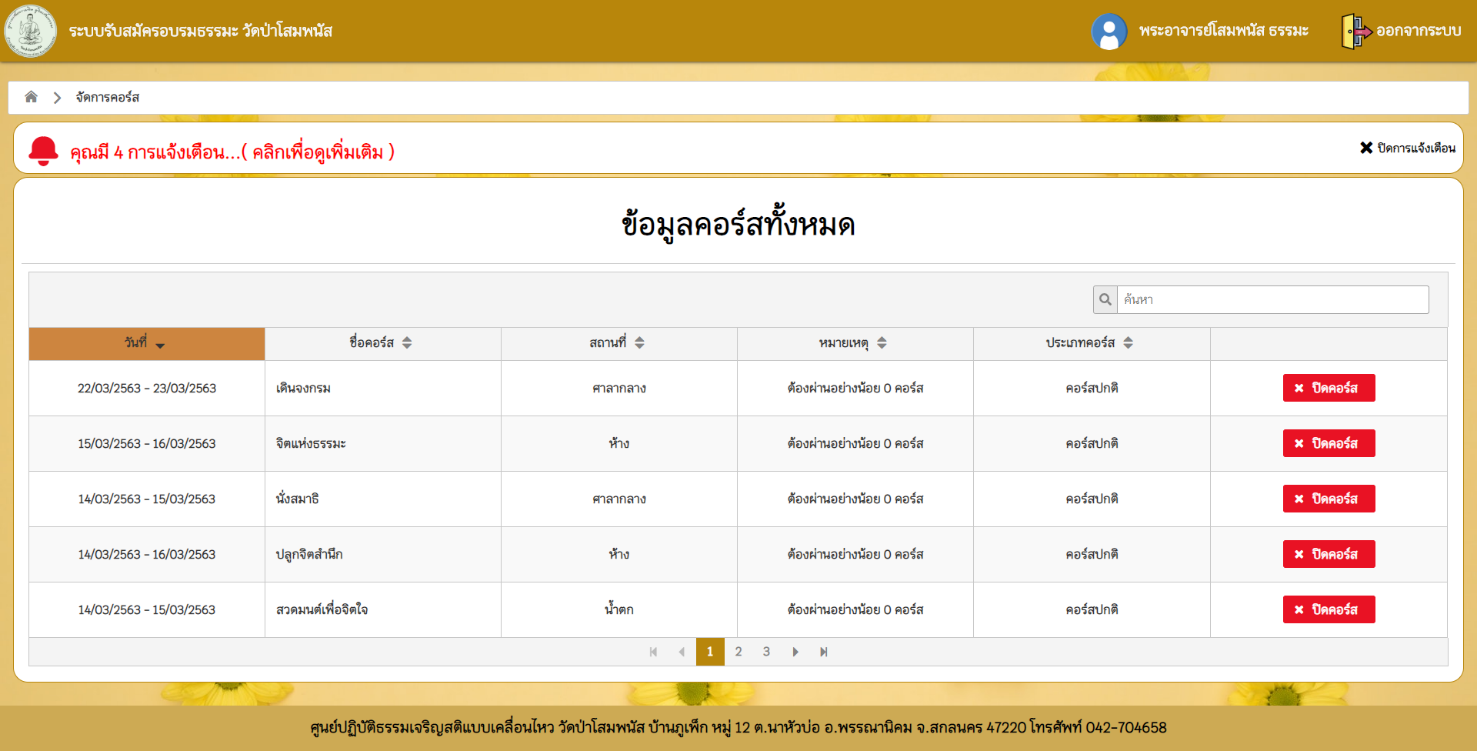 ระบบรับสมัครอบรมธรรมะ วัดป่าโสมพนัส
พระอาจารย์โสมพนัส ธรรมะ
ออกจากระบบ
จัดการคอร์ส
คุณมี 4 การแจ้งเตือน...( คลิกเพื่อดูเพิ่มเติม )
ปิดการแจ้งเตือน
ข้อมูลคอร์สทั้งหมด
ค้นหา
วันที่ ชื่อคอร์ส สถานที่ หมายเหตุ ประเภทคอร์ส
22/03/2563 - 23/03/2563 เดินจงกรม ศาลากลาง ต้องผ่านอย่างน้อย 0 คอร์ส คอร์สปกติ ปิดคอร์ส
15/03/2563 - 16/03/2563 จิตแห่งธรรมะ ห้าง ต้องผ่านอย่างน้อย 0 คอร์ส คอร์สปกติ ปิดคอร์ส
14/03/2563 - 15/03/2563 นั่งสมาธิ ศาลากลาง ต้องผ่านอย่างน้อย 0 คอร์ส คอร์สปกติ ปิดคอร์ส
14/03/2563 - 16/03/2563 ปลูกจิตสำนึก ห้าง ต้องผ่านอย่างน้อย 0 คอร์ส คอร์สปกติ ปิดคอร์ส
14/03/2563 - 15/03/2563 สวดมนต์เพื่อจิตใจ น้ำตก ต้องผ่านอย่างน้อย 0 คอร์ส คอร์สปกติ ปิดคอร์ส
1 2 3
ศูนย์ปฏิบัติธรรมเจริญสติแบบเคลื่อนไหว วัดป่าโสมพนัส บ้านภูเพ็ก หมู่ 12 ต.นาหัวบ่อ อ.พรรณานิคม จ.สกลนคร 47220 โทรศัพท์ 042-704658